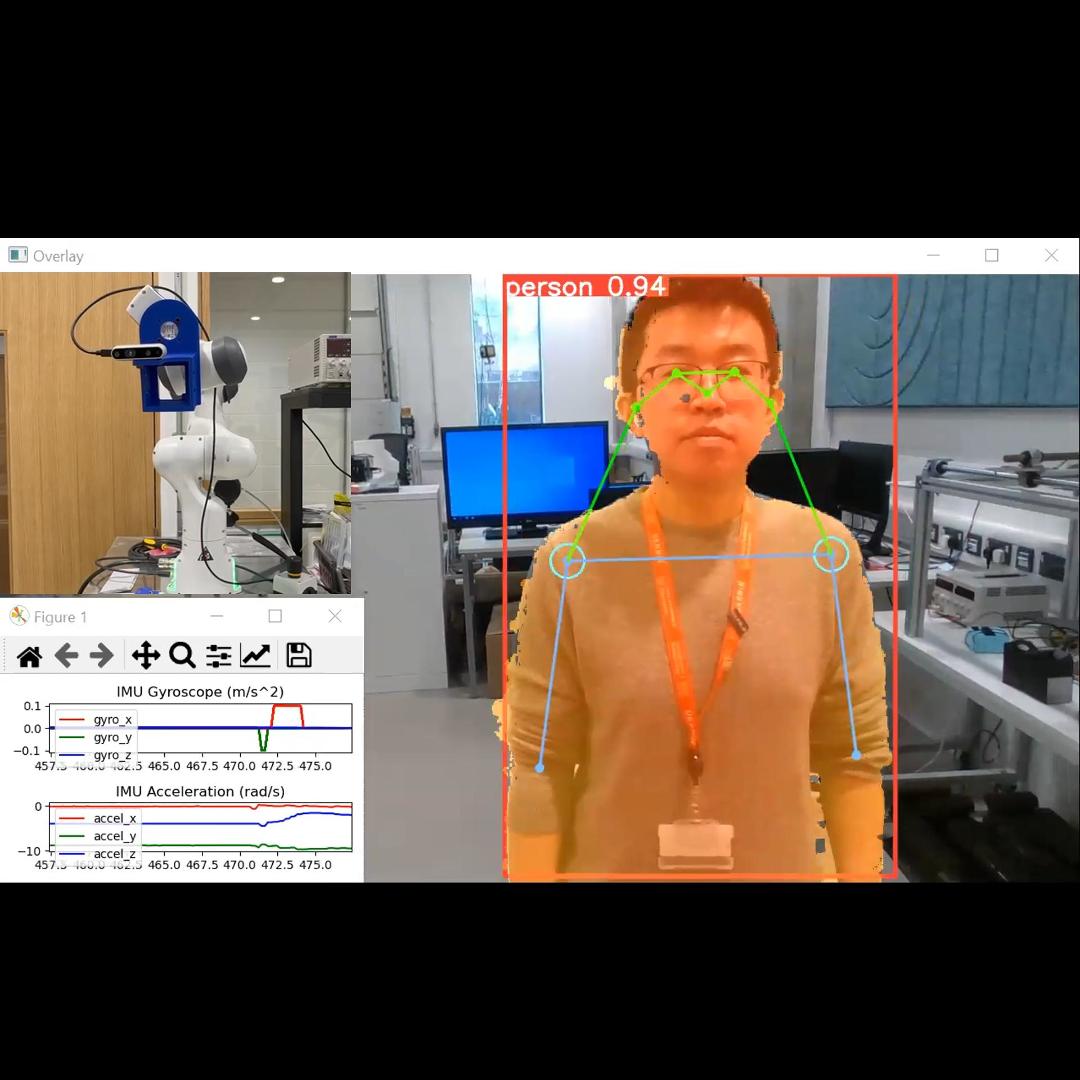 Overlay
person 0.94
Figure 1
IMU Gyroscope (m/s^2)
0.1
0.0
−0.1
gyro_x
gyro_y
gyro_z
457.5 460.0 462.5 465.0 467.5 470.0 472.5 475.0
IMU Acceleration (rad/s)
0
−10
accel_x
accel_y
accel_z
457.5 460.0 462.5 465.0 467.5 470.0 472.5 475.0